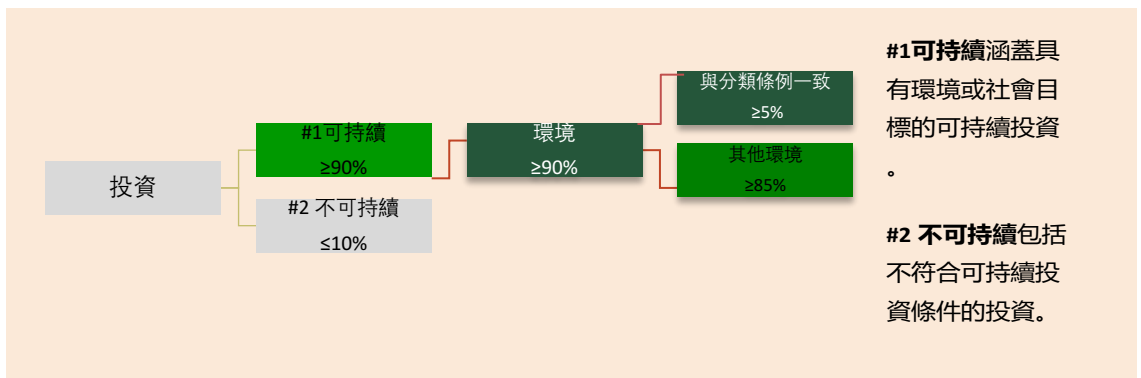 投資
#1可持續
≥90%
#2 不可持續
≤10%
環境
≥90%
與分類條例一致
≥5%
其他環境
≥85%
#1可持續涵蓋具
有環境或社會目
標的可持續投資
。
#2 不可持續包括
不符合可持續投
資條件的投資。